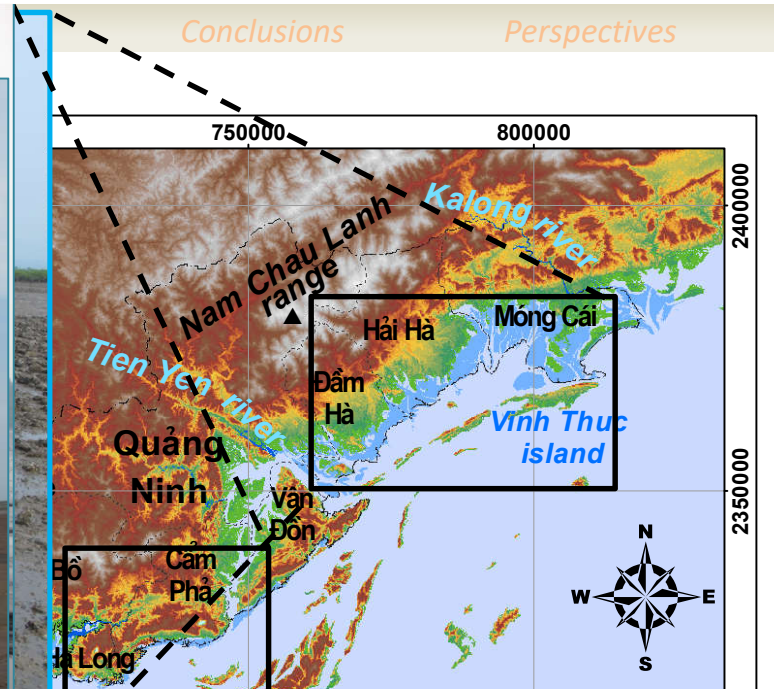 Conclusions Perspectives
750000 800000
2400000
Kalong river
Nam Chau Lanh
range
Móng Cái
Hải Hà
Tien Yen river
Đầm
Hà
Vinh Thuc
island
Quảng
Ninh
2350000
Vân
Đồn
N
Cẩm
Phả
Bồ
W E
Hạ Long
S